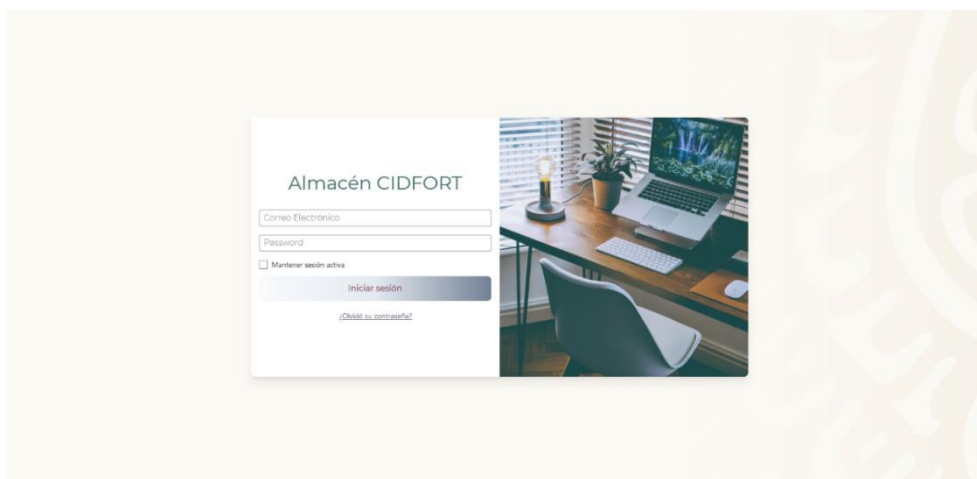 Almacén CIDFORT
Correo Electrónico
Password
Mantener sesión activa
Iniciar sesión
¿Olvidó su contraseña?